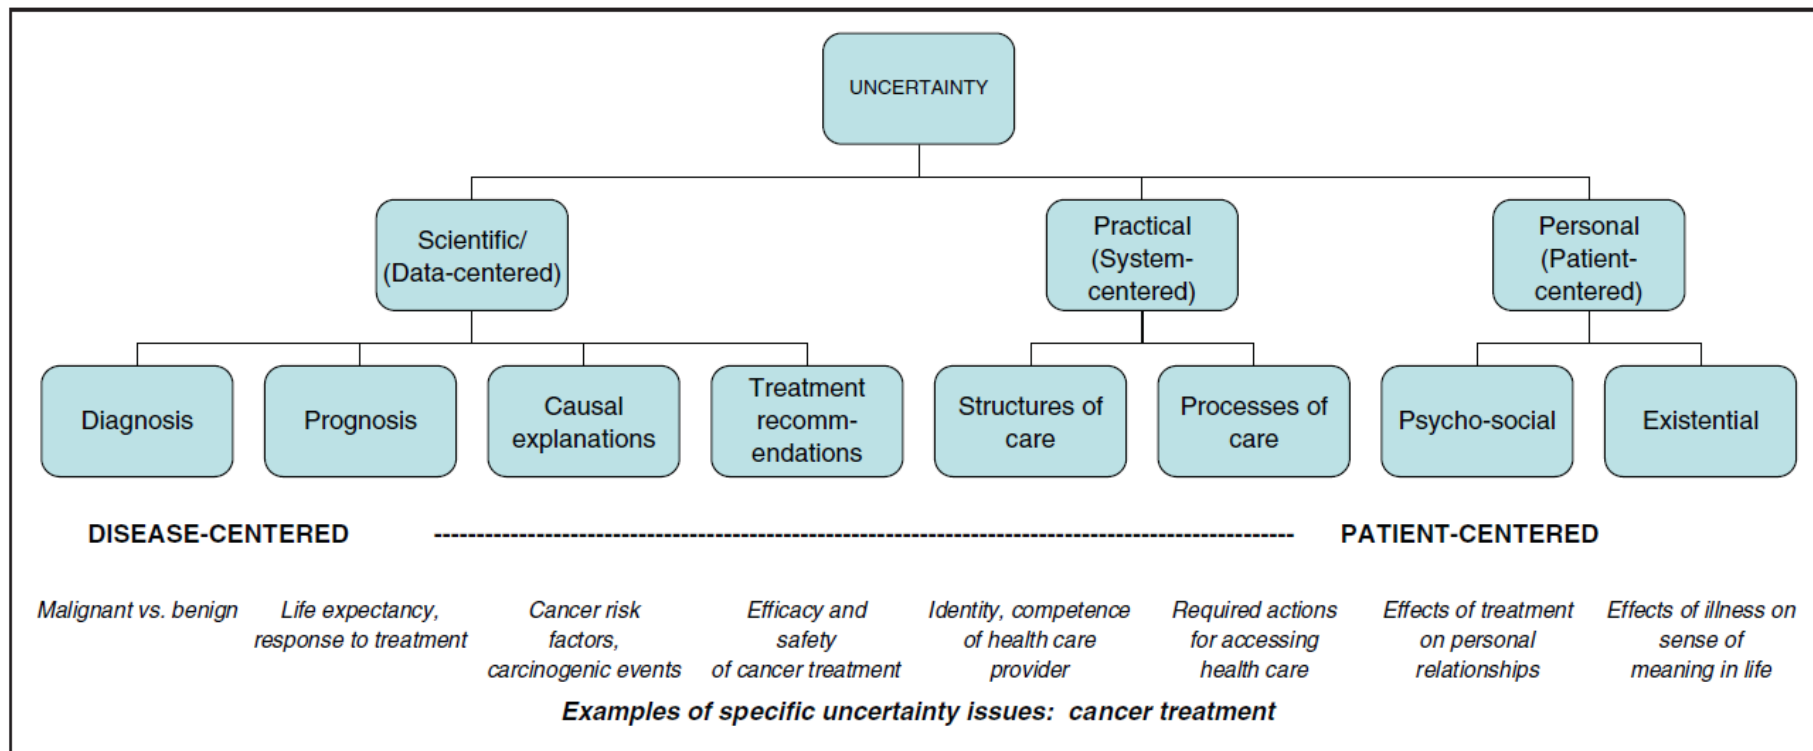 UNCERTAINTY
Scientific/
(Data-centered)
Practical
(System-
centered)
Personal
(Patient-
centered)
Diagnosis
Prognosis
Causal
explanations
Treatment
recomm-
endations
Structures of
care
Processes of
care
Psycho-social
Existential
DISEASE-CENTERED ------------------------------------------------------------------------------------------------------ PATIENT-CENTERED
Malignant vs. benign
Life expectancy,
response to treatment
Cancer risk
factors,
carcinogenic events
Efficacy and
safety
of cancer treatment
Identity, competence
of health care
provider
Required actions
for accessing
health care
Effects of treatment
on personal
relationships
Effects of illness on
sense of
meaning in life
Examples of specific uncertainty issues: cancer treatment